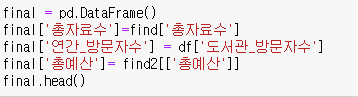 final = pd.DataFrame()
final['총자료수']=find['총자료수']
final['연간_방문자수'] = df['도서관_방문자수']
final['총예산']= find2[['총예산']]
final.head()